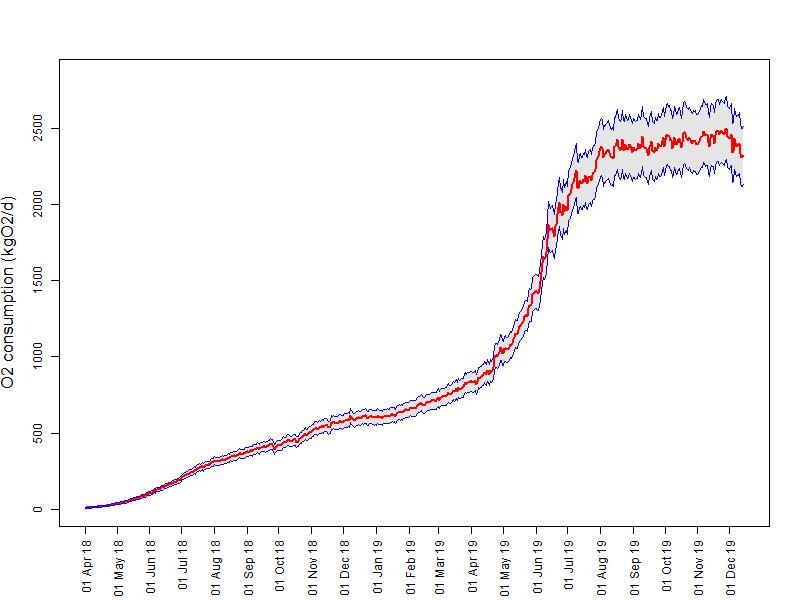 O2 consumption (kgO2/d)
2500
2000
1500
1000
500
0
01 Apr 18
01 May 18
01 Jun 18
01 Jul 18
01 Aug 18
01 Sep 18
01 Oct 18
01 Nov 18
01 Dec 18
01 Jan 19
01 Feb 19
01 Mar 19
01 Apr 19
01 May 19
01 Jun 19
01 Jul 19
01 Aug 19
01 Sep 19
01 Oct 19
01 Nov 19
01 Dec 19